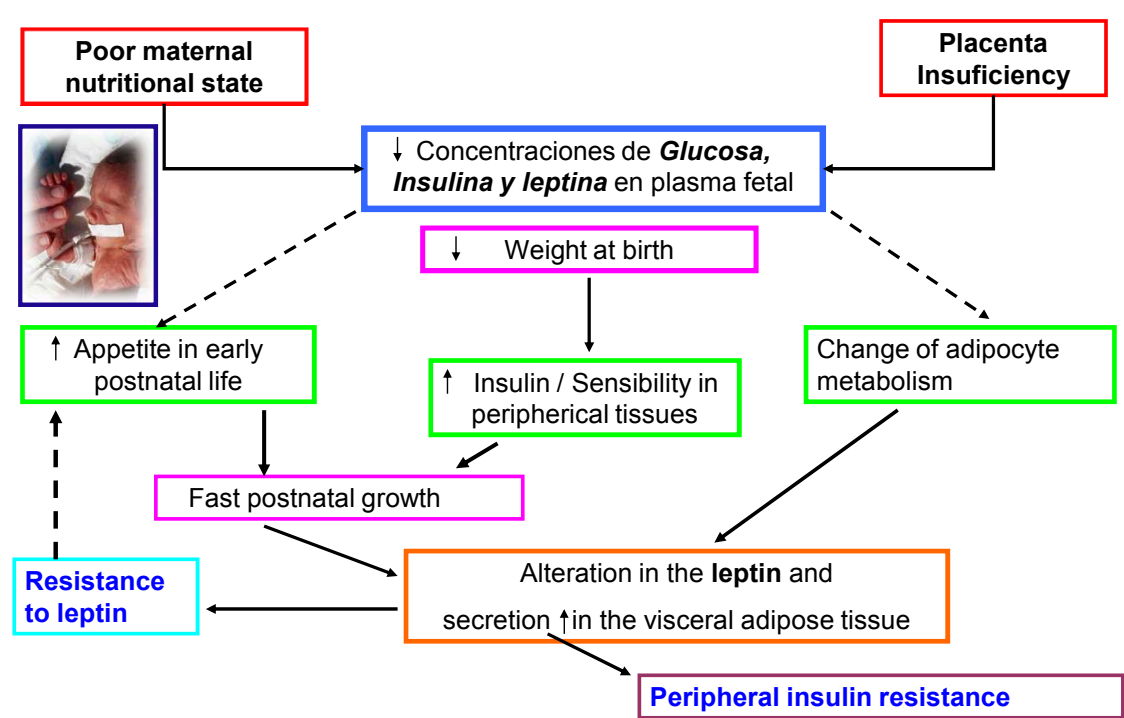 Poor maternal
nutritional state
Placenta
Insuficiency
↓ Concentraciones de Glucosa,
Insulina y leptina en plasma fetal
↓ Weight at birth
↑ Appetite in early
postnatal life
↑ Insulin / Sensibility in
peripherical tissues
Change of adipocyte
metabolism
Fast postnatal growth
Resistance
to leptin
Alteration in the leptin and
secretion ↑in the visceral adipose tissue
Peripheral insulin resistance